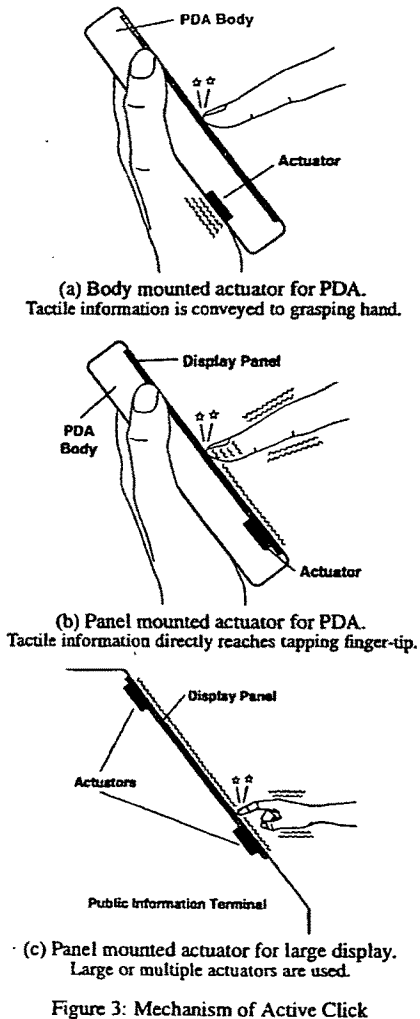 PDA Body
Actuator
(a) Body mounted actuator for PDA.
Tactile information is conveyed to grasping hand.
Display Panel
PDA
Body
Actuator
(b) Panel mounted actuator for PDA.
Tactile information directly reaches tapping finger-tip.
Display Panel
Actuators
Public Information Terminal
(c) Panel mounted actuator for large display.
Large or multiple actuators are used.
Figure 3: Mechanism of Active Click